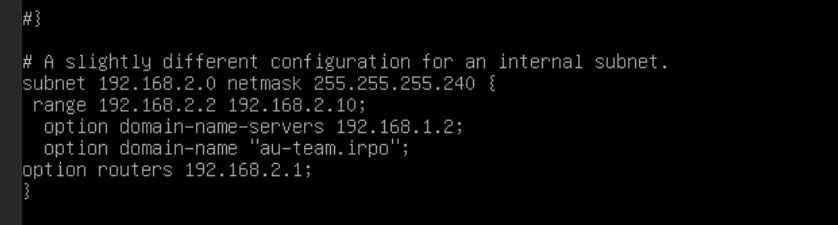 #}
# A slightly different configuration for an internal subnet.
subnet 192.168.2.0 netmask 255.255.255.240 {
 range 192.168.2.2 192.168.2.10;
  option domain-name-servers 192.168.1.2;
  option domain-name "au-team.irpo";
option routers 192.168.2.1;
}